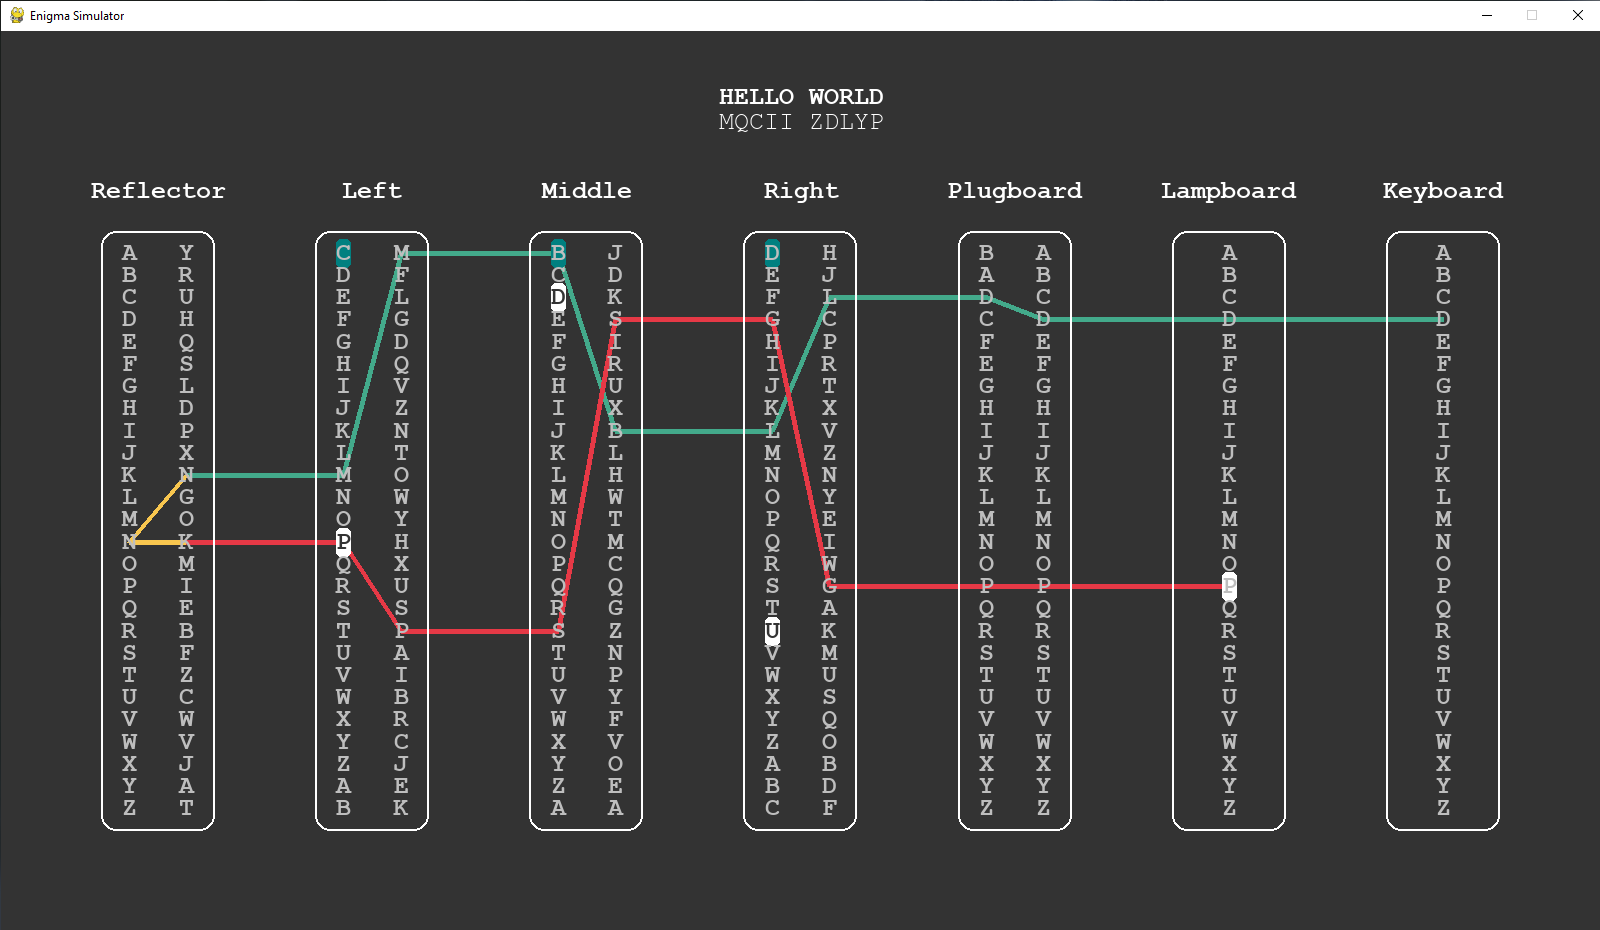 Enigma Simulator
HELLO WORLD
MQCII ZDLYP
Reflector Left Middle Right Plugboard Lampboard Keyboard
A Y C M B J D H B A A A
B R D F C D E J A B B B
C U E L D K F L D C C C
D H F G E S G C C D D D
E Q G D F I H P F E E E
F S H Q G R I R E F F F
G L I V H U J T G G G G
H D J Z I X K X H H H H
I P K N J B L V I I I I
J X L T K L M Z J J J J
K N M O L H N N K K K K
L G N W M W O Y L L L L
M O O Y N T P E M M M M
N K P H O M Q I N N N N
O M Q X P C R W O O O O
P I R U Q Q S G P P P P
Q E S S R G T A Q Q Q Q
R B T P S Z U K R R R R
S F U A T N V M S S S S
T Z V I U P W U T T T T
U C W B V Y X S U U U U
V W X R W F Y Q V V V V
W V Y C X V Z O W W W W
X J Z J Y O A B X X X X
Y A A E Z E B D Y Y Y Y
Z T B K A A C F Z Z Z Z